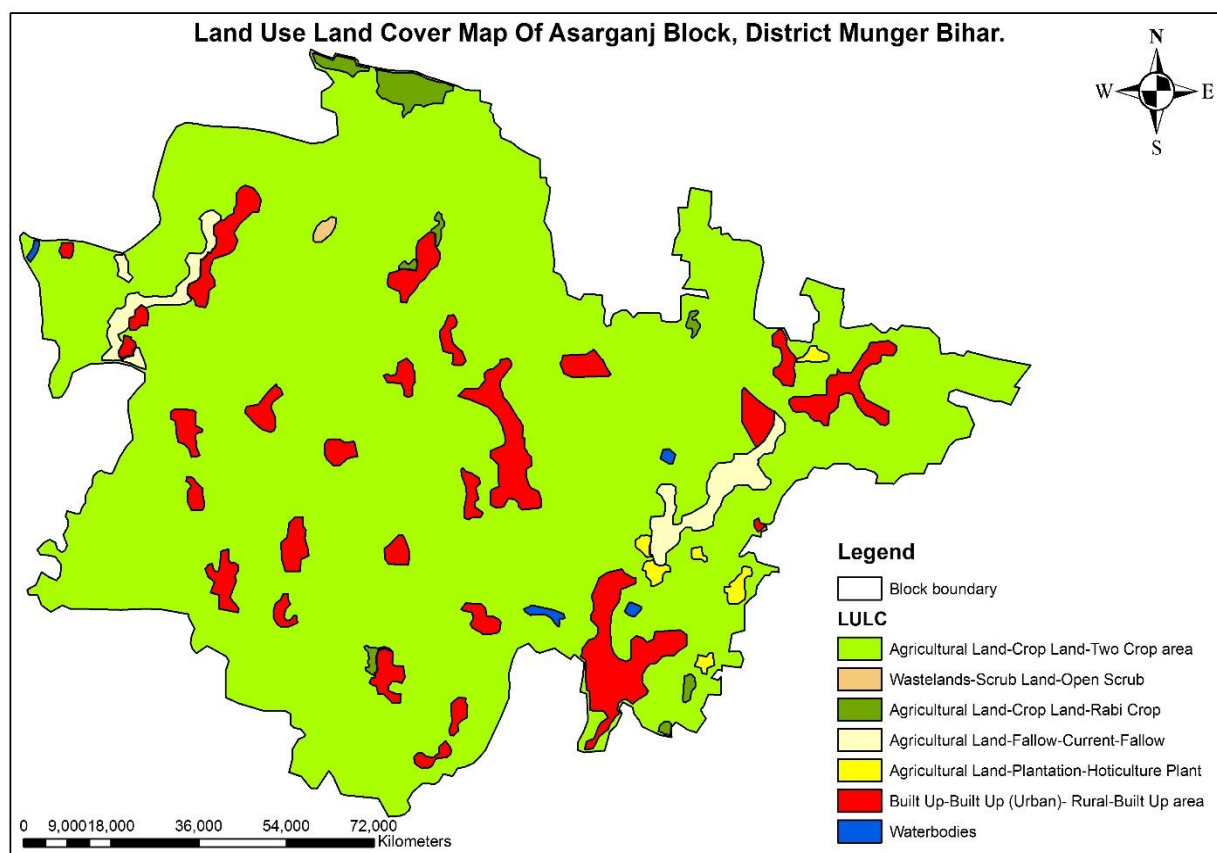 Land Use Land Cover Map Of Asarganj Block, District Munger Bihar.
N
W E
S
Legend
Block boundary
LULC
Agricultural Land-Crop Land-Two Crop area
Wastelands-Scrub Land-Open Scrub
Agricultural Land-Crop Land-Rabi Crop
Agricultural Land-Fallow-Current-Fallow
Agricultural Land-Plantation-Hoticulture Plant
Built Up-Built Up (Urban)- Rural-Built Up area
Waterbodies
0 9,000 18,000 36,000 54,000 72,000
Kilometers